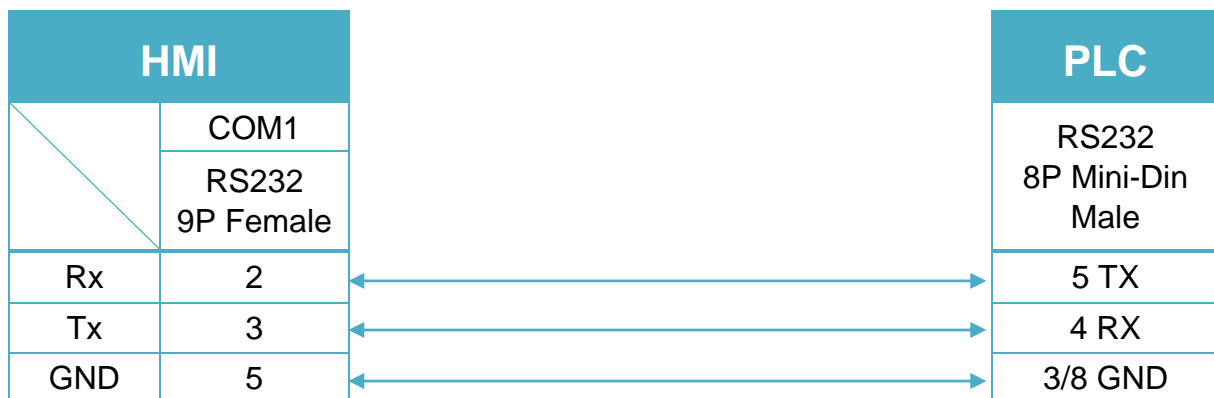 HMI
PLC
COM1
RS232
9P Female
RS232
8P Mini-Din
Male
Rx 2 5 TX
Tx 3 4 RX
GND 5 3/8 GND